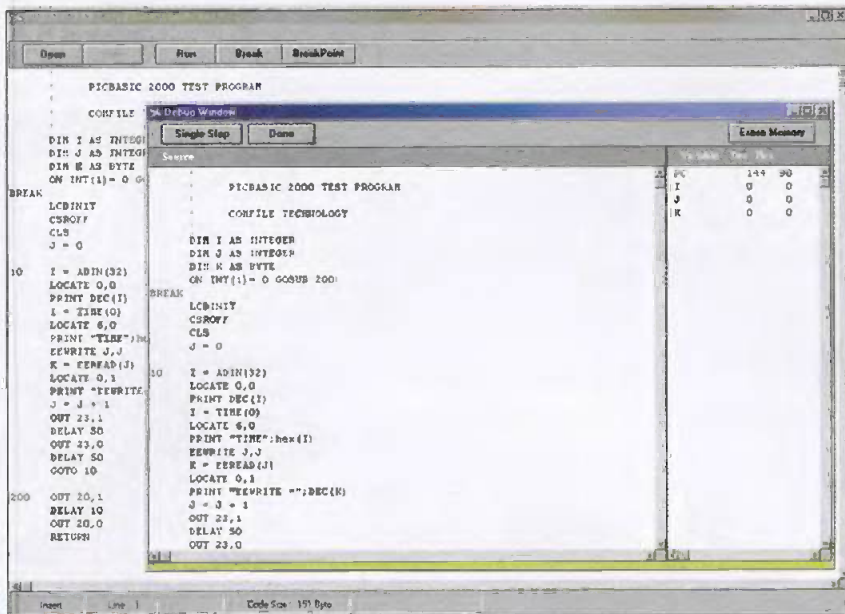 Open Run Break BreakPoint
PICBASIC 2000 TEST PROGRAM
COMFILE
DIM I AS INTEG
DIM J AS INTEG
DIM K AS BYTE
ON INT(1)= 0 G
BREAK
LCDINIT
CSROFF
CLS
J = 0
10 I = ADIN(32)
LOCATE 0,0
PRINT DEC(I)
I = TIME(0)
LOCATE 6,0
PRINT "TIME";he
EEWRITE J,J
K = EEREAD(J)
LOCATE 0,1
PRINT "EEWRITE
J = J + 1
OUT 23,1
DELAY 50
OUT 23,0
DELAY 50
GOTO 10
200 OUT 20,1
DELAY 10
OUT 20,0
RETURN
Debug Window
Single Step Done Erase Memory
Source Variable Dec Hex
PICBASIC 2000 TEST PROGRAM
COMFILE TECHNOLOGY
DIM I AS INTEGER
DIM J AS INTEGER
DIM K AS BYTE
ON INT(1)= 0 GOSUB 200
BREAK
LCDINIT
CSROFF
CLS
J = 0
10 I = ADIN(32)
LOCATE 0,0
PRINT DEC(I)
I = TIME(0)
LOCATE 6,0
PRINT "TIME";hex(I)
EEWRITE J,J
K = EEREAD(J)
LOCATE 0,1
PRINT "EEWRITE =";DEC(K)
J = J + 1
OUT 23,1
DELAY 50
OUT 23,0
PC 144 90
I 0 0
J 0 0
K 0 0
Insert Line 1 Code Size 151 Byte